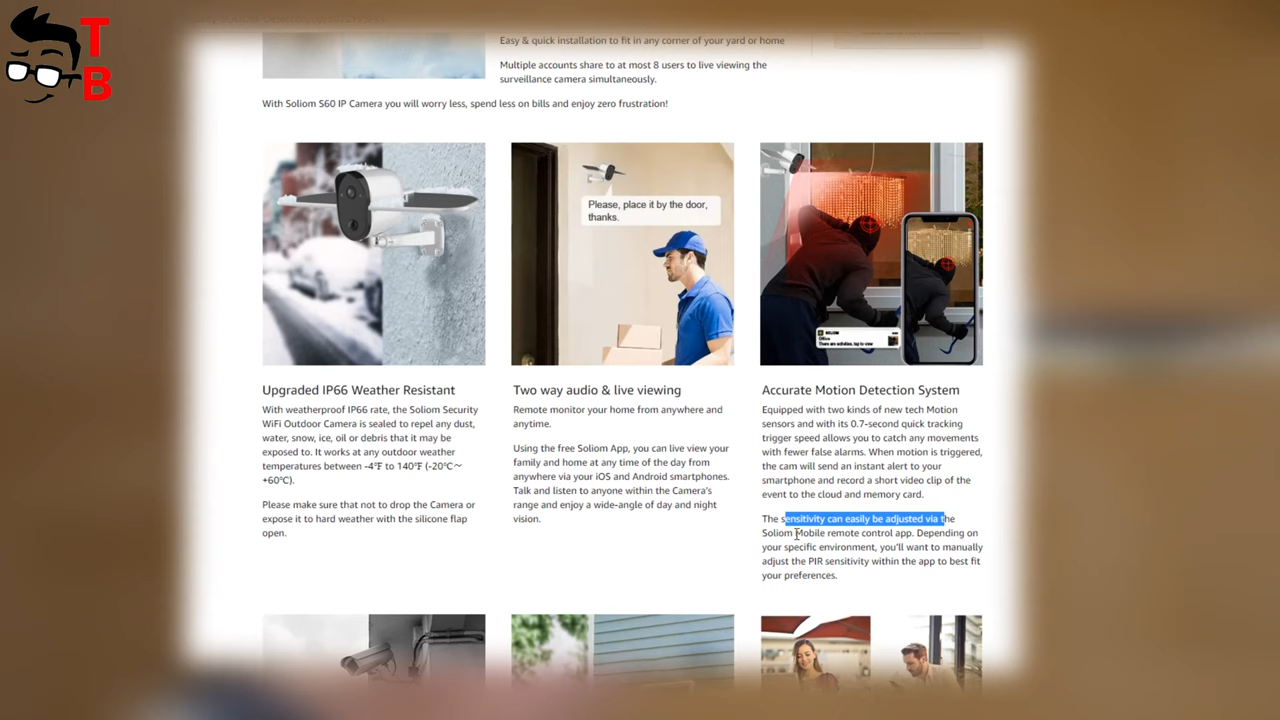 T
B
Easy & quick installation to fit in any corner of your yard or home
Multiple accounts share to at most 8 users to live viewing the
surveillance camera simultaneously.
With Soliom S60 IP Camera you will worry less, spend less on bills and enjoy zero frustration!
Please, place it by the door,
thanks.
SOLIOM
Office
There are activities, tap to view
Upgraded IP66 Weather Resistant
With weatherproof IP66 rate, the Soliom Security
WiFi Outdoor Camera is sealed to repel any dust,
water, snow, ice, oil or debris that it may be
exposed to. It works at any outdoor weather
temperatures between -4℉ to 140℉ (-20℃～
+60℃).
Please make sure that not to drop the Camera or
expose it to hard weather with the silicone flap
open.
Two way audio & live viewing
Remote monitor your home from anywhere and
anytime.
Using the free Soliom App, you can live view your
family and home at any time of the day from
anywhere via your iOS and Android smartphones.
Talk and listen to anyone within the Camera's
range and enjoy a wide-angle of day and night
vision.
Accurate Motion Detection System
Equipped with two kinds of new tech Motion
sensors and with its 0.7-second quick tracking
trigger speed allows you to catch any movements
with fewer false alarms. When motion is triggered,
the cam will send an instant alert to your
smartphone and record a short video clip of the
event to the cloud and memory card.
The sensitivity can easily be adjusted via the
Soliom Mobile remote control app. Depending on
your specific environment, you'll want to manually
adjust the PIR sensitivity within the app to best fit
your preferences.